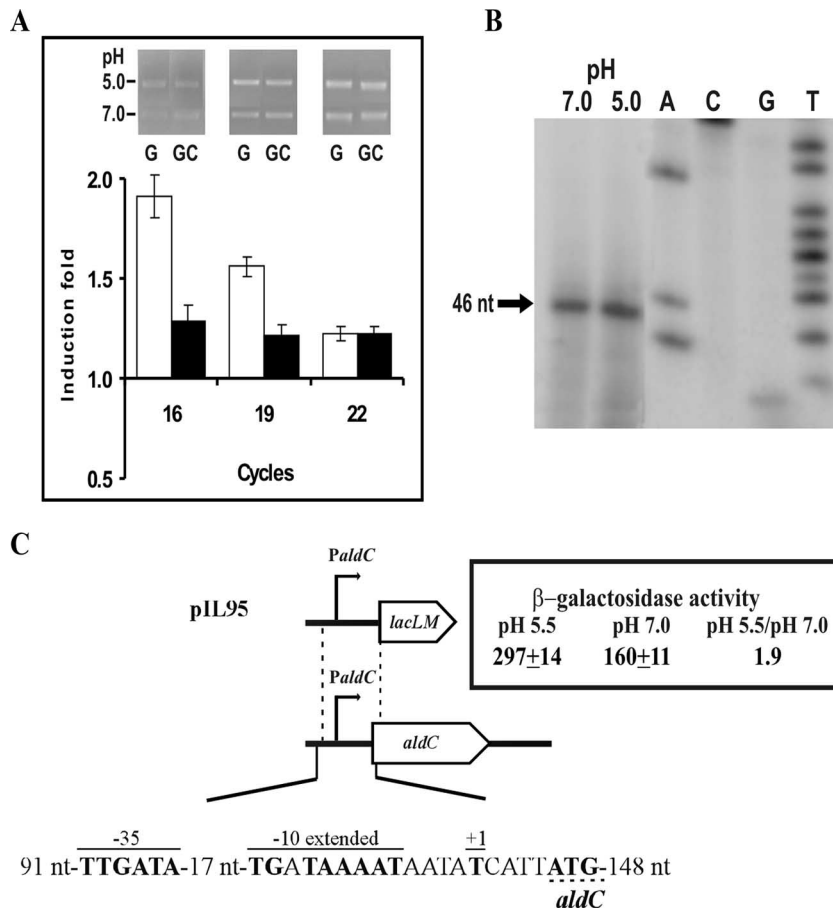 A
pH
5.0
7.0
G GC G GC G GC
2.0
1.5
1.0
0.5
Induction fold
16 19 22
Cycles
B
pH
7.0 5.0 A C G T
46 nt
C
PaldC
pIL95
lacLM
PaldC
aldC
β-galactosidase activity
pH 5.5 pH 7.0 pH 5.5/pH 7.0
297±14 160±11 1.9
-35 -10 extended +1
91 nt-TTGATA-17 nt-TGATAAAATAATATCATTATG-148 nt
aldC